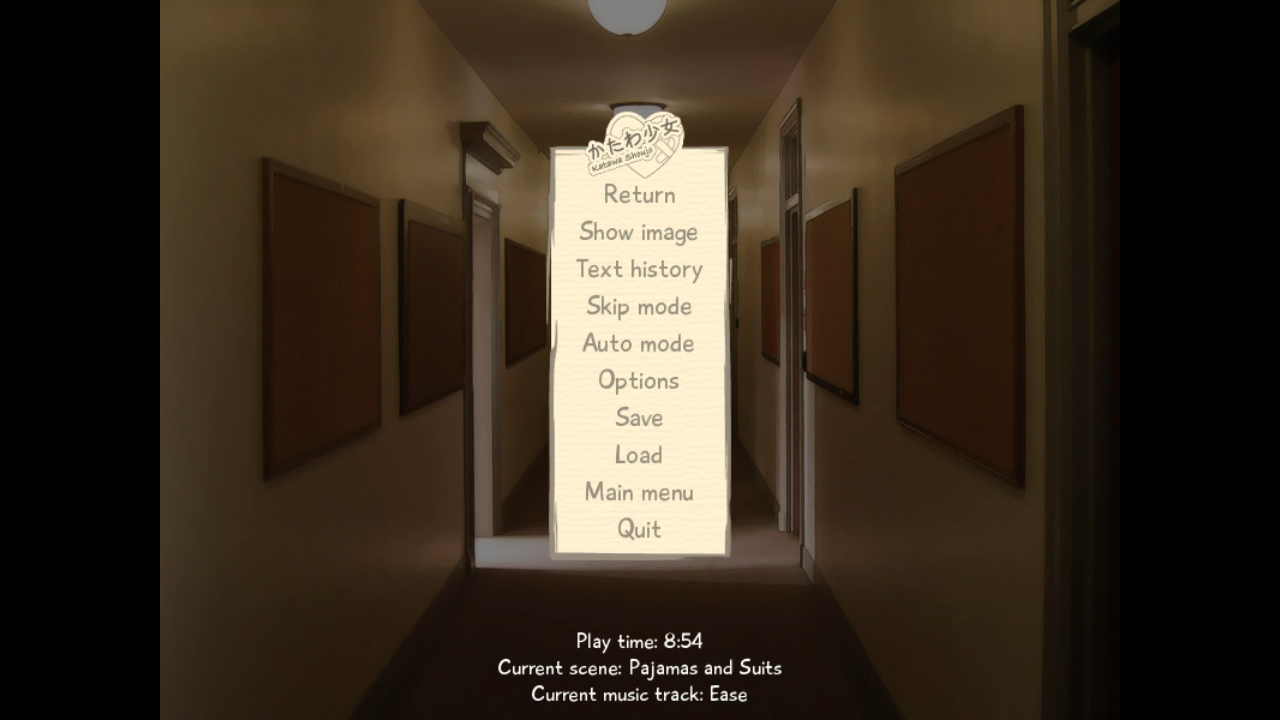 かたわ少女
Katawa Shoujo
Return
Show image
Text history
Skip mode
Auto mode
Options
Save
Load
Main menu
Quit
Play time: 8:54
Current scene: Pajamas and Suits
Current music track: Ease